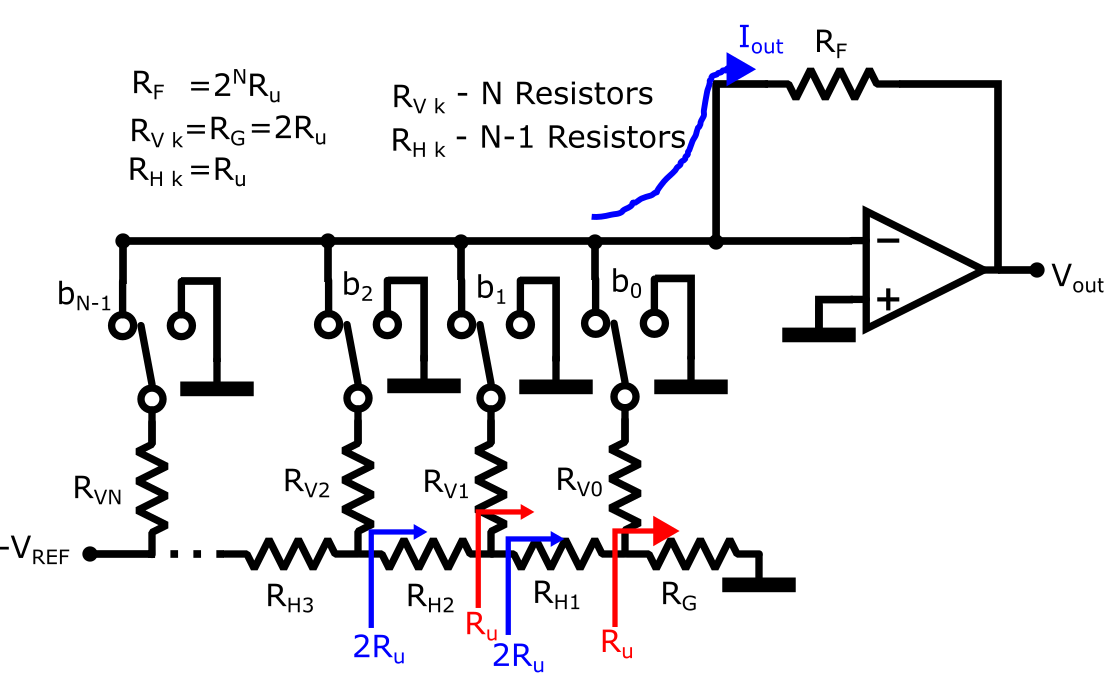 I_out
R_F
R_F = 2^N R_u
R_V k - N Resistors
R_V k = R_G = 2R_u
R_H k - N-1 Resistors
R_H k = R_u
b_N-1
b_2
b_1
b_0
−
+
V_out
R_VN
R_V2
R_V1
R_V0
-V_REF
R_H3
R_H2
R_H1
R_G
2R_u
R_u
2R_u
R_u